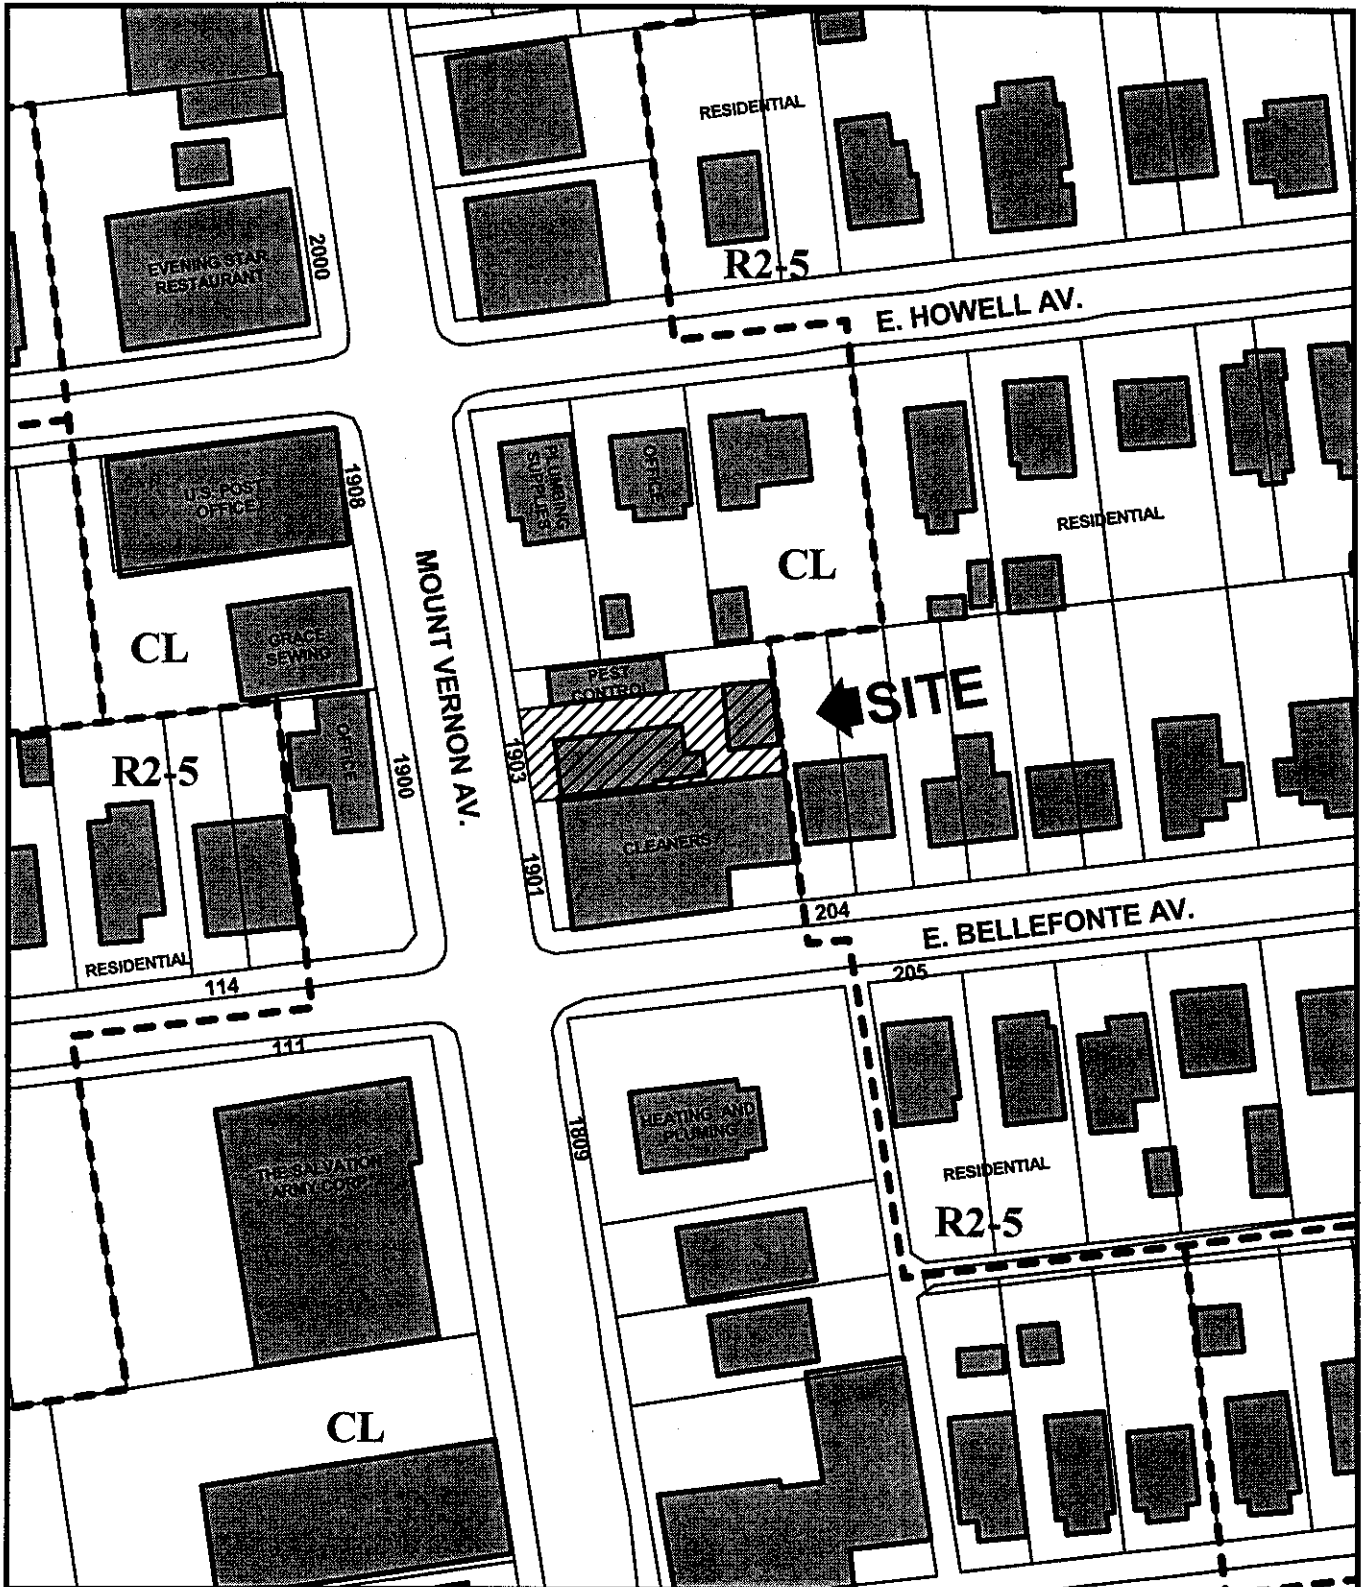 RESIDENTIAL
R2-5
E. HOWELL AV.
2000
EVENING STAR
RESTAURANT
U.S. POST
OFFICE
1908
PLUMBING
SUPPLIES
OFFICE
RESIDENTIAL
CL
MOUNT VERNON AV.
CL
GRACE
SEWING
PEST
CONTROL
SITE
OFFICE
R2-5
1900
1903
CLEANERS
1901
204
E. BELLEFONTE AV.
RESIDENTIAL
114
205
111
HEATING AND
PLUMING
1809
THE SALVATION
ARMY CORP.
RESIDENTIAL
R2-5
CL